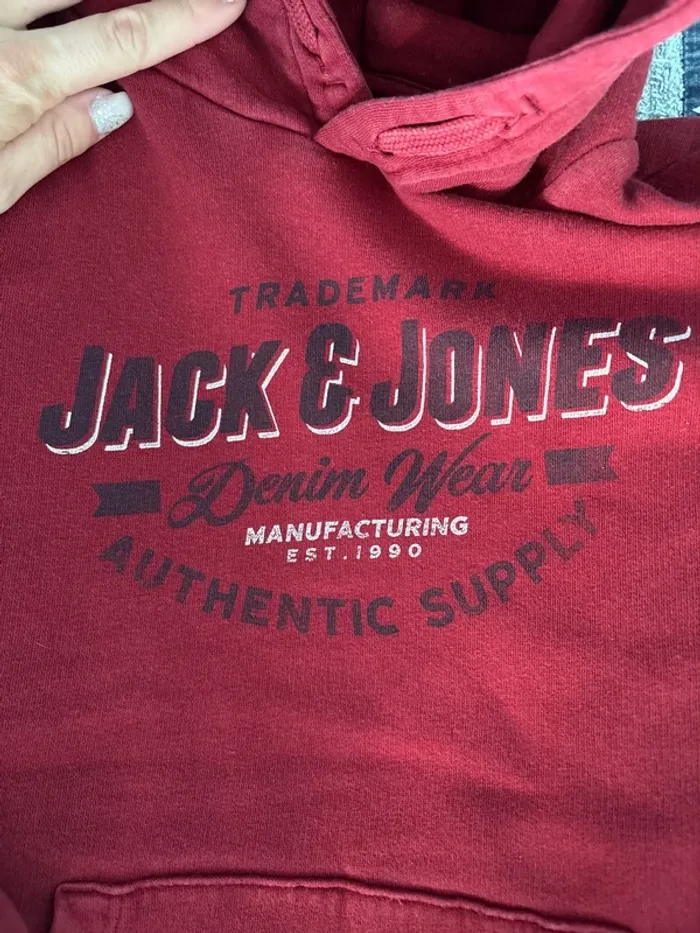 TRADEMARK
JACK & JONES
Denim Wear
MANUFACTURING
EST. 1990
AUTHENTIC SUPPLY